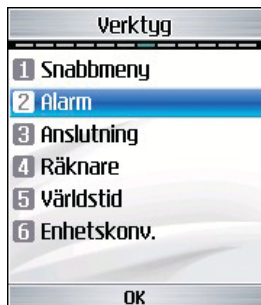 Verktyg
1 Snabbmeny
2 Alarm
3 Anslutning
4 Räknare
5 Världstid
6 Enhetskonv.
OK